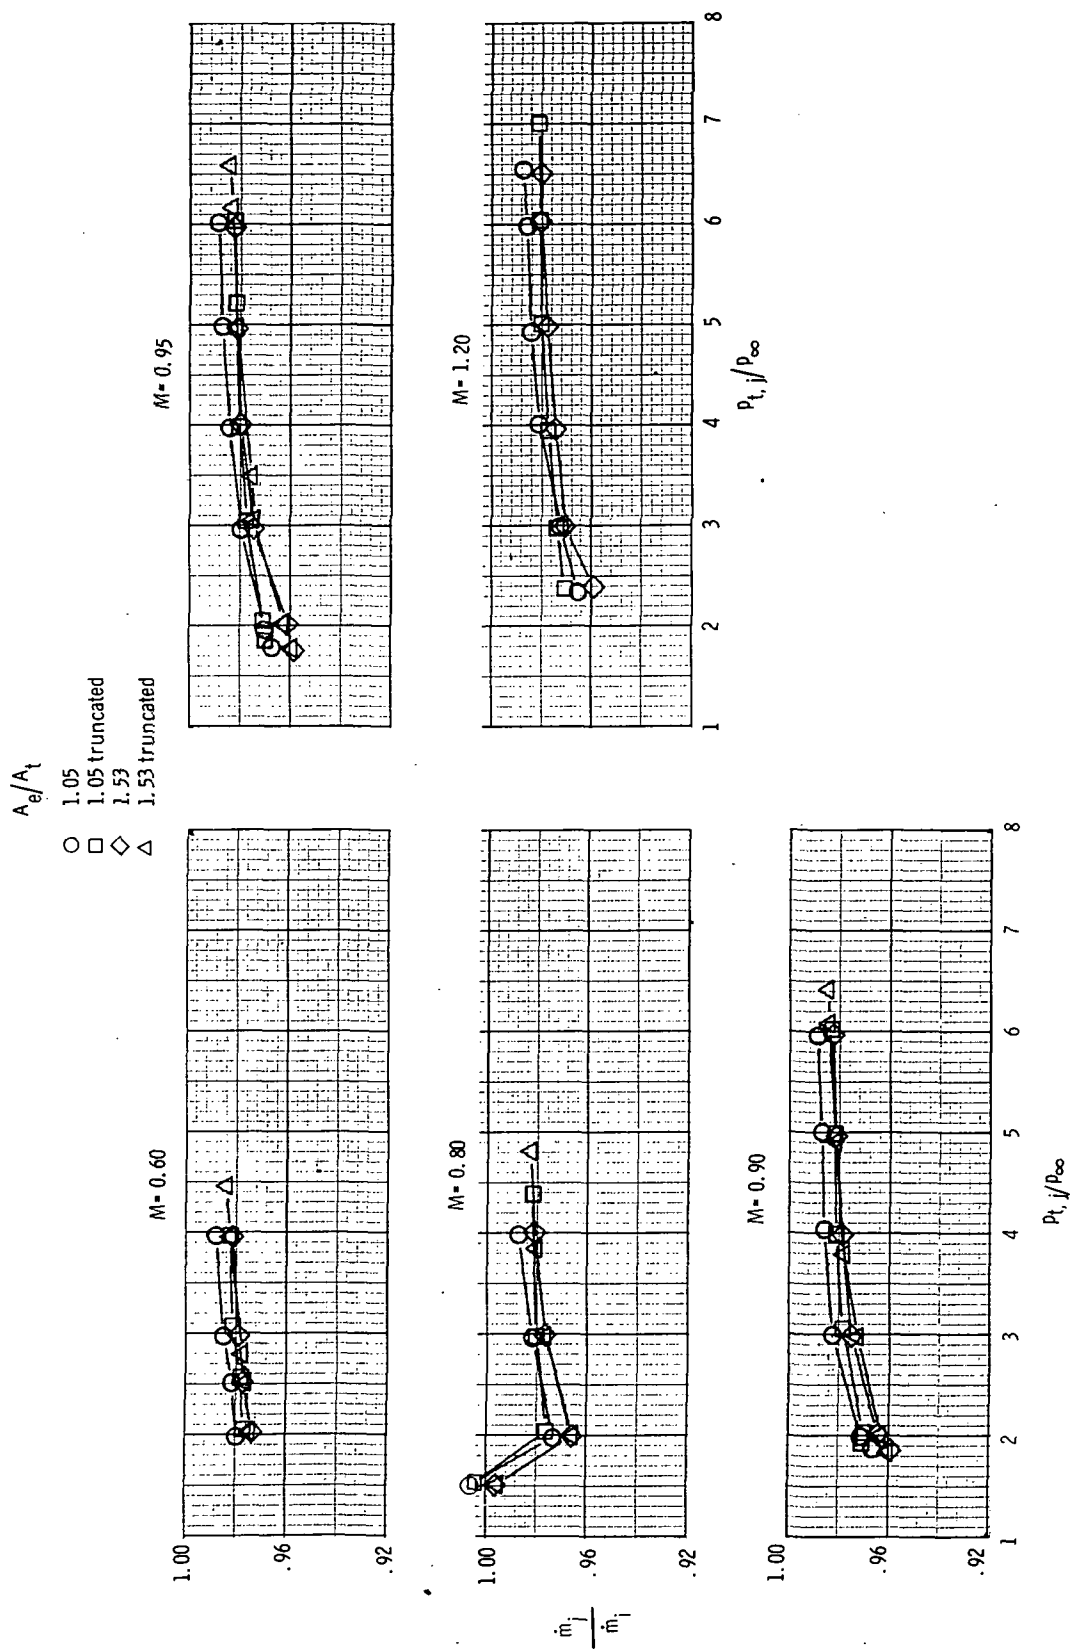 A_e/A_t
○ 1.05
□ 1.05 truncated
◇ 1.53
△ 1.53 truncated
M = 0.60
1.00
.96
.92
M = 0.80
1.00
.96
.92
ṁ_j
ṁ_i
M = 0.90
1.00
.96
.92
1 2 3 4 5 6 7 8
p_t,j/p_∞
M = 0.95
M = 1.20
1 2 3 4 5 6 7 8
p_t,j/p_∞